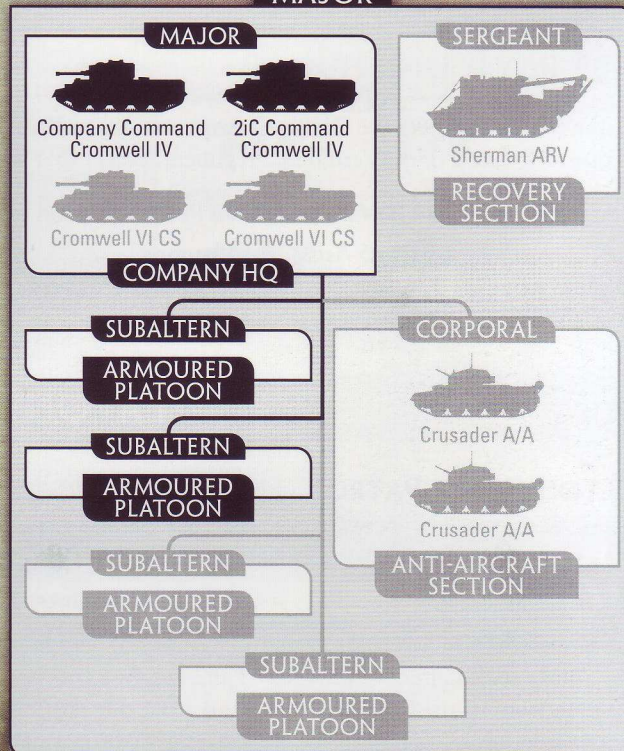 MAJOR
MAJOR
SERGEANT
Company Command
Cromwell IV
2iC Command
Cromwell IV
Cromwell VI CS
Cromwell VI CS
Sherman ARV
RECOVERY
SECTION
COMPANY HQ
SUBALTERN
ARMOURED
PLATOON
CORPORAL
Crusader A/A
Crusader A/A
ANTI-AIRCRAFT
SECTION
SUBALTERN
ARMOURED
PLATOON
SUBALTERN
ARMOURED
PLATOON
SUBALTERN
ARMOURED
PLATOON